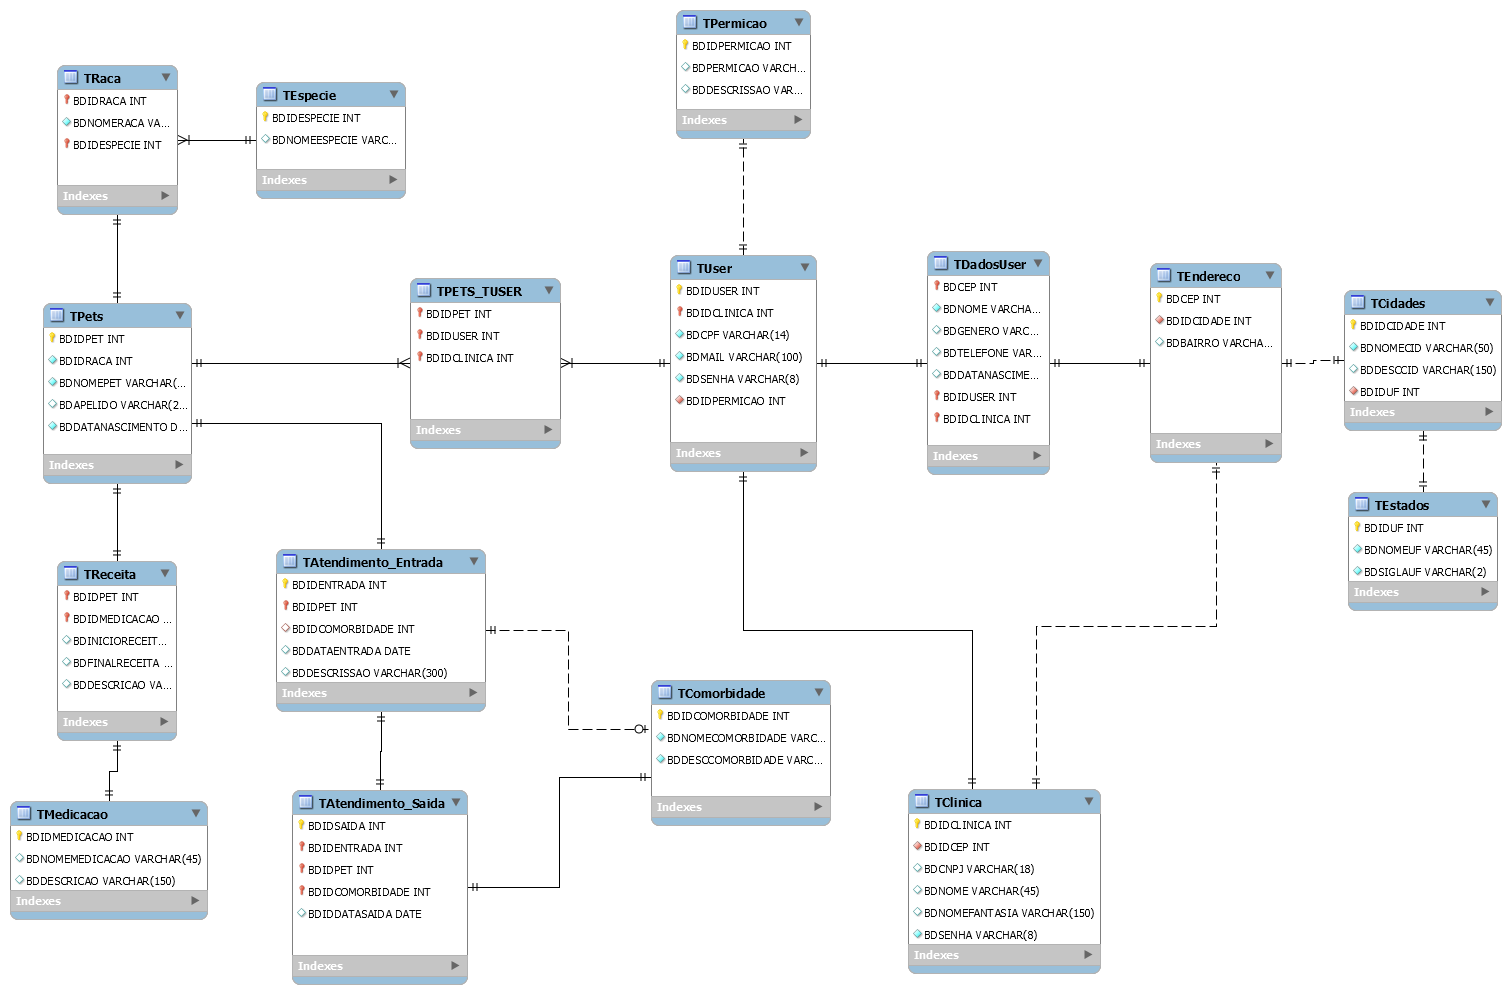 TPermicao
BDIDPERMICAO INT
BDPERMICAO VARCH...
BDDESCRISSAO VAR...
Indexes
TRaca
BDIDRACA INT
BDNOMERACA VA...
BDIDESPECIE INT
Indexes
TEspecie
BDIDESPECIE INT
BDNOMEESPECIE VARC...
Indexes
TPets
BDIDPET INT
BDIDRACA INT
BDNOMEPET VARCHAR(...
BDAPELIDO VARCHAR(2...
BDDATANASCIMENTO D...
Indexes
TPETS_TUSER
BDIDPET INT
BDIDUSER INT
BDIDCLINICA INT
Indexes
TUser
BDIDUSER INT
BDIDCLINICA INT
BDCPF VARCHAR(14)
BDMAIL VARCHAR(100)
BDSENHA VARCHAR(8)
BDIDPERMICAO INT
Indexes
TDadosUser
BDCEP INT
BDNOME VARCHA...
BDGENERO VARC...
BDTELEFONE VAR...
BDDATANASCIME...
BDIDUSER INT
BDIDCLINICA INT
Indexes
TEndereco
BDCEP INT
BDIDCIDADE INT
BDBAIRRO VARCHA...
Indexes
TCidades
BDIDCIDADE INT
BDNOMECID VARCHAR(50)
BDDESCCID VARCHAR(150)
BDIDUF INT
Indexes
TEstados
BDIDUF INT
BDNOMEUF VARCHAR(45)
BDSIGLAUF VARCHAR(2)
Indexes
TReceita
BDIDPET INT
BDIDMEDICACAO ...
BDINICIORECEIT...
BDFINALRECEITA ...
BDDESCRICAO VA...
Indexes
TAtendimento_Entrada
BDIDENTRADA INT
BDIDPET INT
BDIDCOMORBIDADE INT
BDDATAENTRADA DATE
BDDESCRISSAO VARCHAR(300)
Indexes
TComorbidade
BDIDCOMORBIDADE INT
BDNOMECOMORBIDADE VARC...
BDDESCCOMORBIDADE VARC...
Indexes
TMedicacao
BDIDMEDICACAO INT
BDNOMEMEDICACAO VARCHAR(45)
BDDESCRICAO VARCHAR(150)
Indexes
TAtendimento_Saida
BDIDSAIDA INT
BDIDENTRADA INT
BDIDPET INT
BDIDCOMORBIDADE INT
BDIDDATASAIDA DATE
Indexes
TClinica
BDIDCLINICA INT
BDIDCEP INT
BDCNPJ VARCHAR(18)
BDNOME VARCHAR(45)
BDNOMEFANTASIA VARCHAR(150)
BDSENHA VARCHAR(8)
Indexes